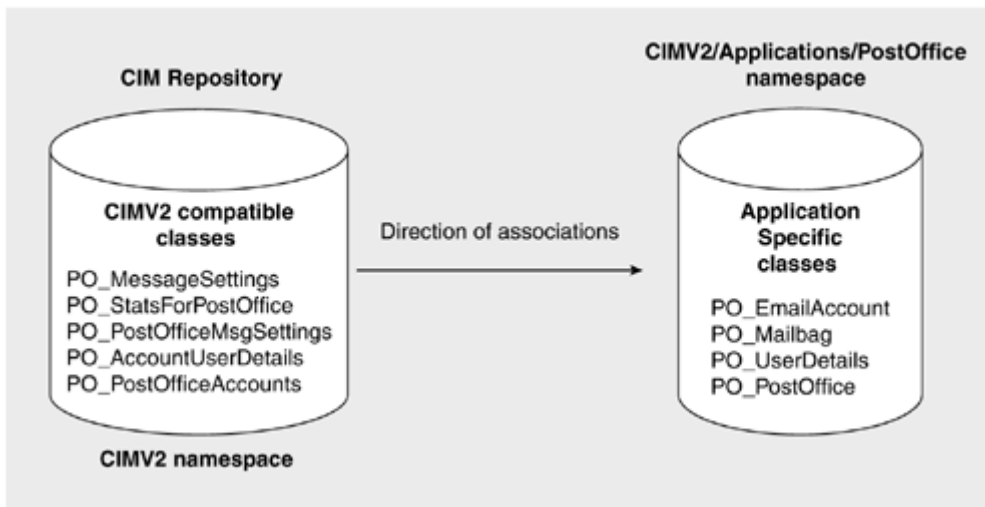 CIM Repository
CIMV2 compatible
classes
PO_MessageSettings
PO_StatsForPostOffice
PO_PostOfficeMsgSettings
PO_AccountUserDetails
PO_PostOfficeAccounts
CIMV2 namespace
Direction of associations
CIMV2/Applications/PostOffice
namespace
Application
Specific
classes
PO_EmailAccount
PO_Mailbag
PO_UserDetails
PO_PostOffice